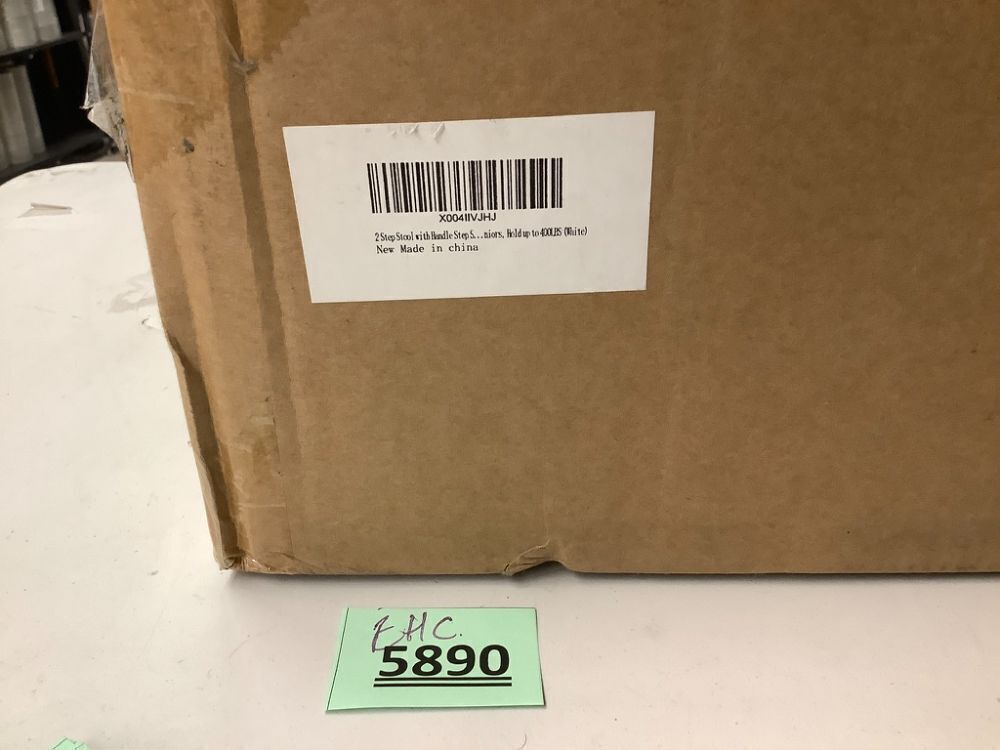 X004IIVJHJ
2 Step Stool with Handle Step S...niors, Hold up to 400LBS (White)
New Made in china
EHC.
5890